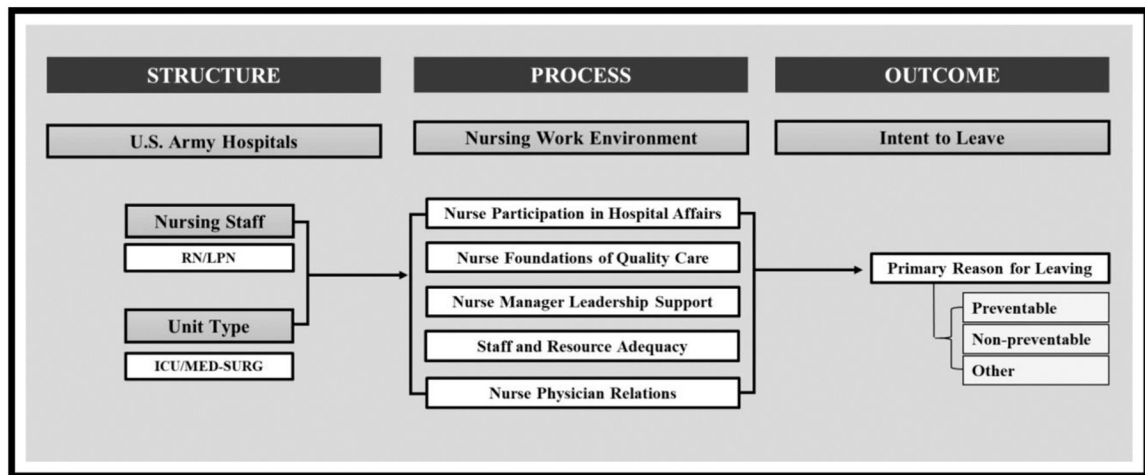 STRUCTURE
U.S. Army Hospitals
Nursing Staff
RN/LPN
Unit Type
ICU/MED-SURG
PROCESS
Nursing Work Environment
Nurse Participation in Hospital Affairs
Nurse Foundations of Quality Care
Nurse Manager Leadership Support
Staff and Resource Adequacy
Nurse Physician Relations
OUTCOME
Intent to Leave
Primary Reason for Leaving
Preventable
Non-preventable
Other